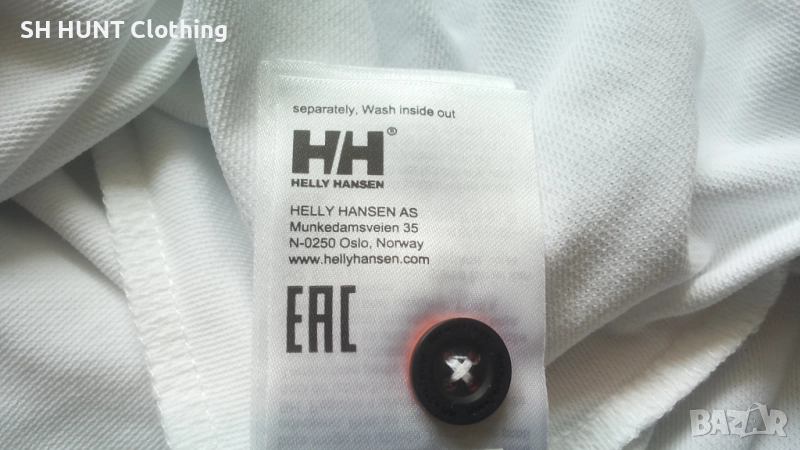 SH HUNT Clothing
separately, Wash inside out
H/H®
HELLY HANSEN
HELLY HANSEN AS
Munkedamsveien 35
N-0250 Oslo, Norway
www.hellyhansen.com
EAC
BAZAR